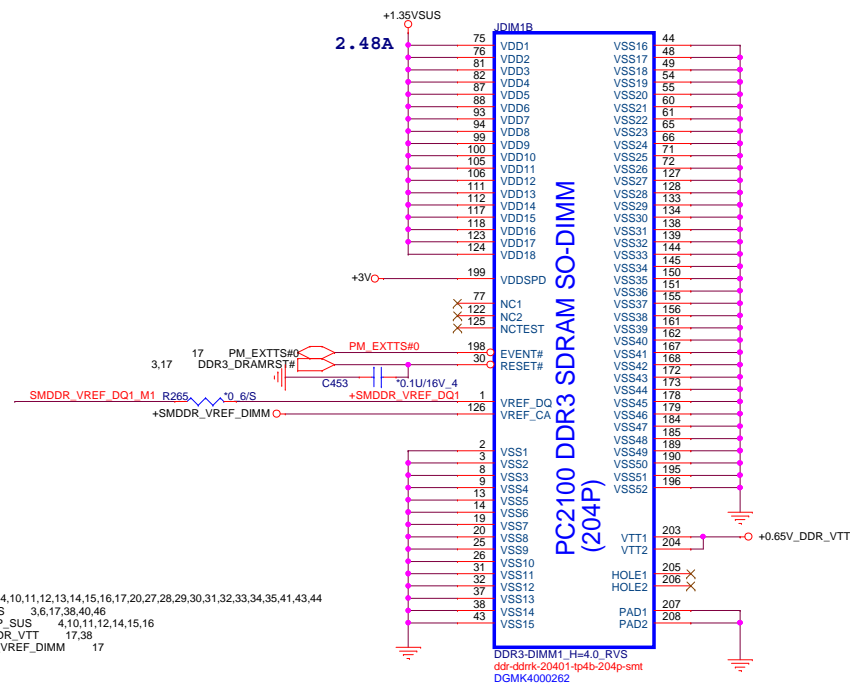 +1.35VSUS
2.48A
JDIM1B
75 VDD1 VSS16 44
76 VDD2 VSS17 48
81 VDD3 VSS18 49
82 VDD4 VSS19 54
87 VDD5 VSS20 55
88 VDD6 VSS21 60
93 VDD7 VSS22 61
94 VDD8 VSS23 65
99 VDD9 VSS24 66
100 VDD10 VSS25 71
105 VDD11 VSS26 72
106 VDD12 VSS27 127
111 VDD13 VSS28 128
112 VDD14 VSS29 133
117 VDD15 VSS30 134
118 VDD16 VSS31 138
123 VDD17 VSS32 139
124 VDD18 VSS33 144
VSS34 145
+3V 199 VDDSPD VSS35 150
VSS36 151
77 NC1 VSS37 155
122 NC2 VSS38 156
125 NCTEST VSS39 161
VSS40 162
17 PM_EXTTS#0 PM_EXTTS#0 198 EVENT# VSS41 167
3,17 DDR3_DRAMRST# 30 RESET# VSS42 168
VSS43 172
C453 *0.1U/16V_4 VSS44 173
SMDDR_VREF_DQ1_M1 R265 *0_6/S +SMDDR_VREF_DQ1 1 VREF_DQ VSS45 178
+SMDDR_VREF_DIMM 126 VREF_CA VSS46 179
VSS47 184
VSS48 185
2 VSS1 VSS49 189
3 VSS2 VSS50 190
8 VSS3 VSS51 195
9 VSS4 VSS52 196
13 VSS5
14 VSS6
19 VSS7
20 VSS8 VTT1 203 +0.65V_DDR_VTT
25 VSS9 VTT2 204
26 VSS10
31 VSS11 HOLE1 205
32 VSS12 HOLE2 206
37 VSS13
38 VSS14 PAD1 207
43 VSS15 PAD2 208
PC2100 DDR3 SDRAM SO-DIMM
(204P)
4,10,11,12,13,14,15,16,17,20,27,28,29,30,31,32,33,34,35,41,43,44
S 3,6,17,38,40,46
P_SUS 4,10,11,12,14,15,16
DR_VTT 17,38
VREF_DIMM 17
DDR3-DIMM1_H=4.0_RVS
ddr-ddrrk-20401-tp4b-204p-smt
DGMK4000262